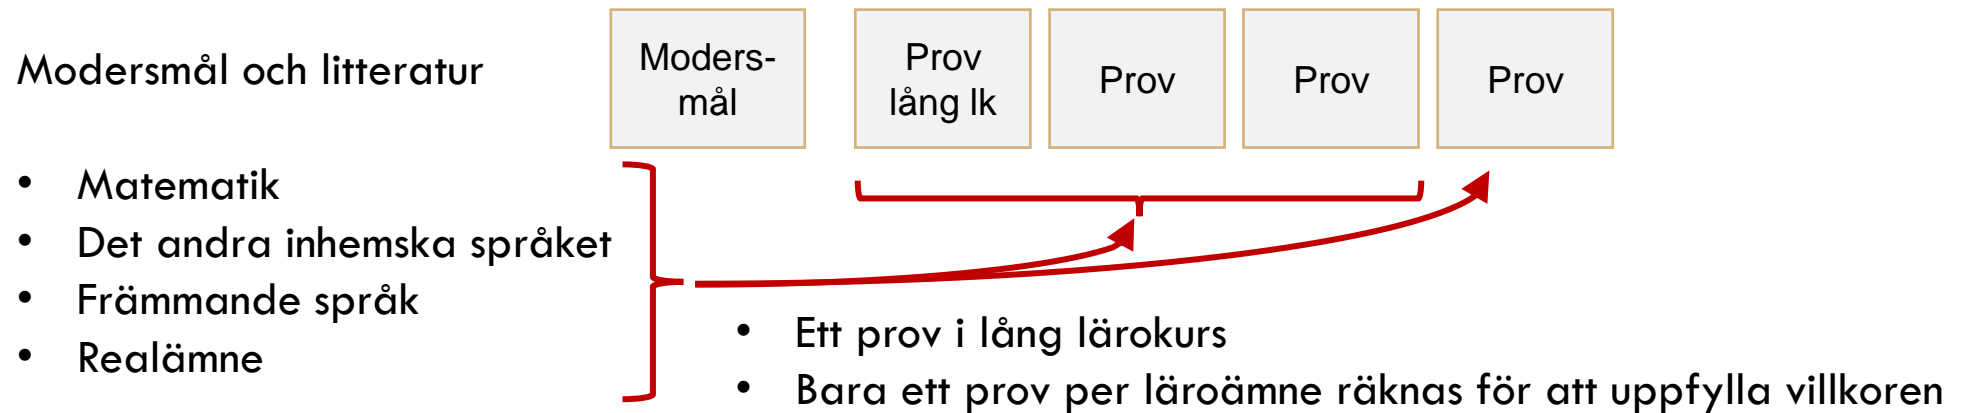 Modersmål och litteratur
Moders-
mål
Prov
lång lk
Prov
Prov
Prov
• Matematik
• Det andra inhemska språket
• Främmande språk
• Realämne
• Ett prov i lång lärokurs
• Bara ett prov per läroämne räknas för att uppfylla villkoren